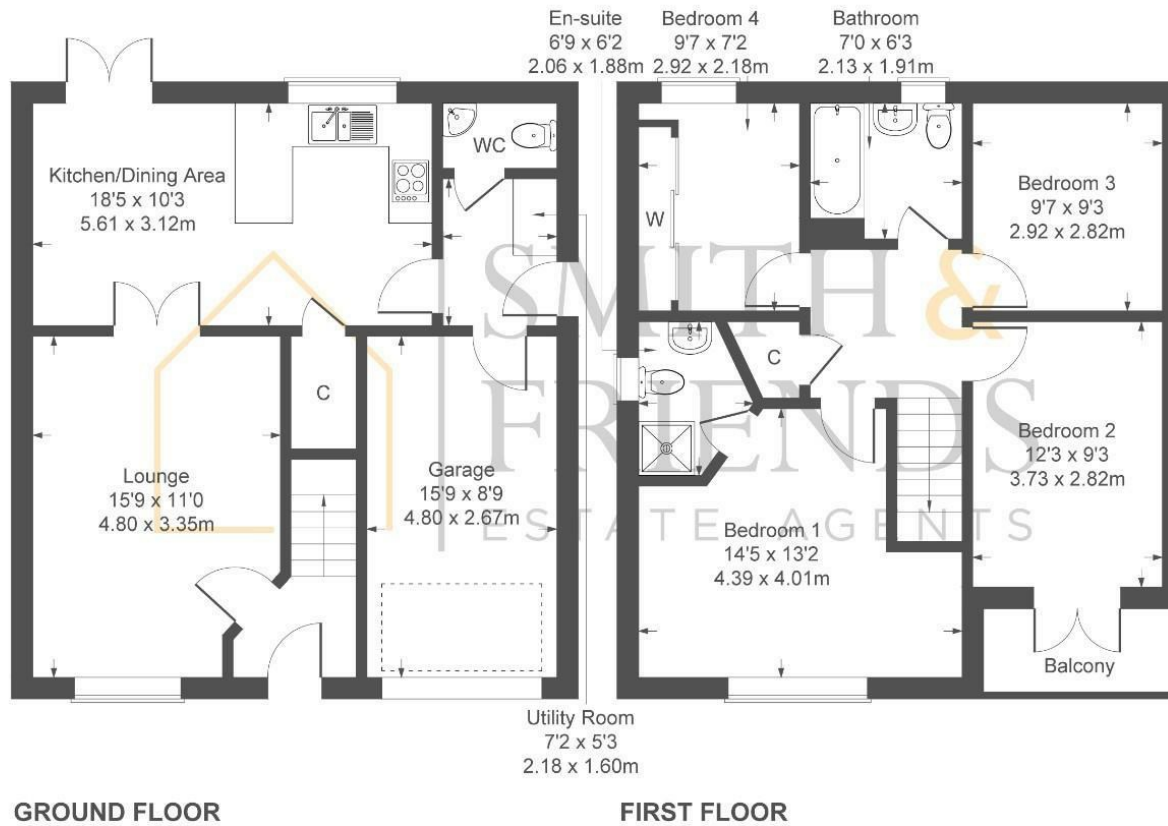 En-suite
6'9 x 6'2
2.06 x 1.88m
Bedroom 4
9'7 x 7'2
2.92 x 2.18m
Bathroom
7'0 x 6'3
2.13 x 1.91m
Kitchen/Dining Area
18'5 x 10'3
5.61 x 3.12m
WC
W
Bedroom 3
9'7 x 9'3
2.92 x 2.82m
SMITH &
FRIENDS
ESTATE AGENTS
C
C
Lounge
15'9 x 11'0
4.80 x 3.35m
Garage
15'9 x 8'9
4.80 x 2.67m
Bedroom 1
14'5 x 13'2
4.39 x 4.01m
Bedroom 2
12'3 x 9'3
3.73 x 2.82m
Balcony
Utility Room
7'2 x 5'3
2.18 x 1.60m
GROUND FLOOR
FIRST FLOOR